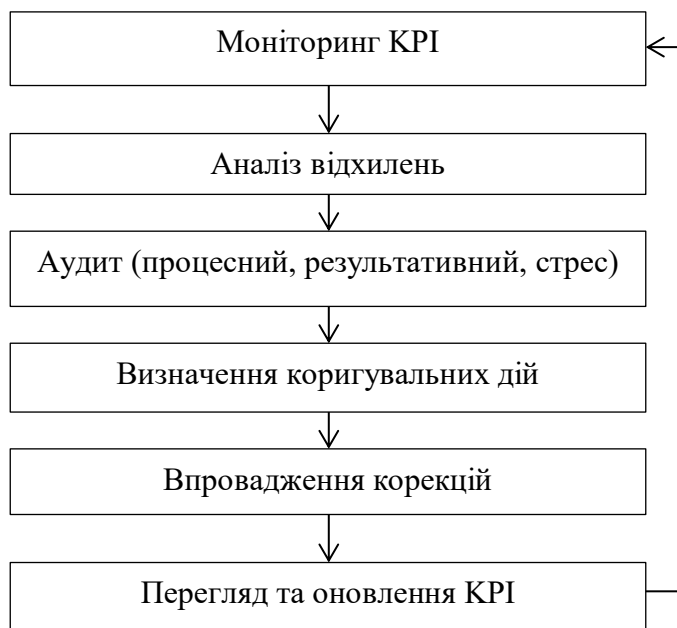 Моніторинг KPI
Аналіз відхилень
Аудит (процесний, результативний, стрес)
Визначення коригувальних дій
Впровадження корекцій
Перегляд та оновлення KPI